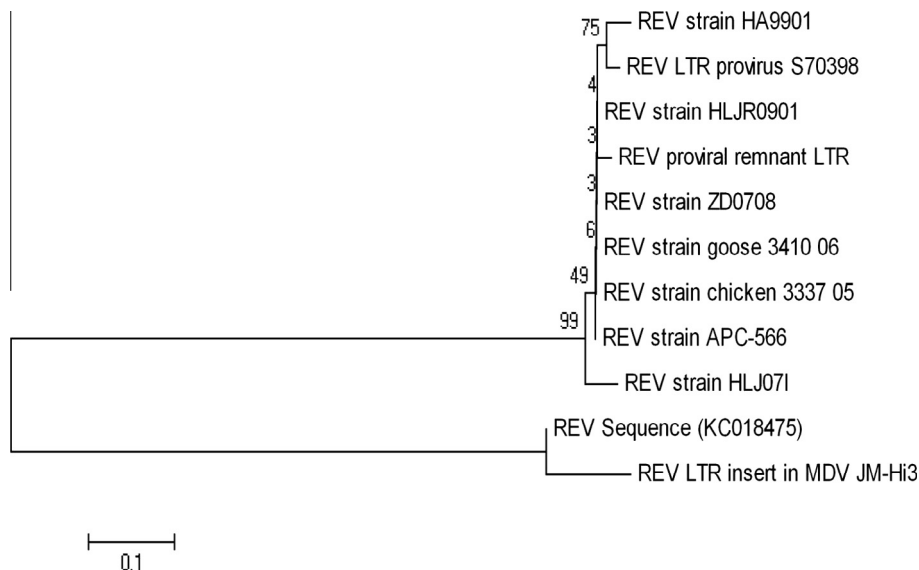 75
REV strain HA9901
REV LTR provirus S70398
4
REV strain HLJR0901
3
REV proviral remnant LTR
3
REV strain ZD0708
6
REV strain goose 3410 06
49
REV strain chicken 3337 05
99
REV strain APC-566
REV strain HLJ07I
REV Sequence (KC018475)
REV LTR insert in MDV JM-Hi3
0.1